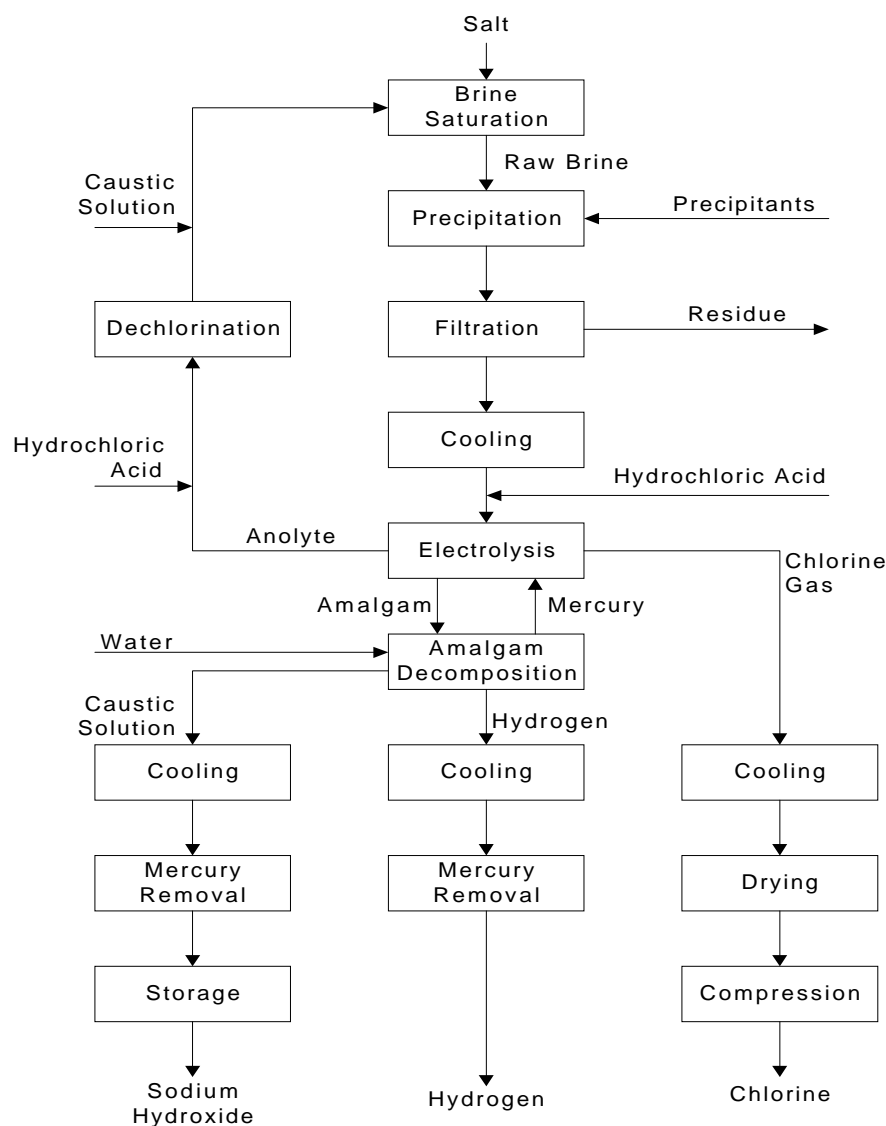 Salt
Brine
Saturation
Raw Brine
Caustic
Solution
Precipitation
Precipitants
Dechlorination
Filtration
Residue
Cooling
Hydrochloric
Acid
Hydrochloric Acid
Anolyte
Electrolysis
Chlorine
Gas
Amalgam
Mercury
Water
Amalgam
Decomposition
Caustic
Solution
Hydrogen
Cooling
Cooling
Cooling
Mercury
Removal
Mercury
Removal
Drying
Storage
Compression
Sodium
Hydroxide
Hydrogen
Chlorine